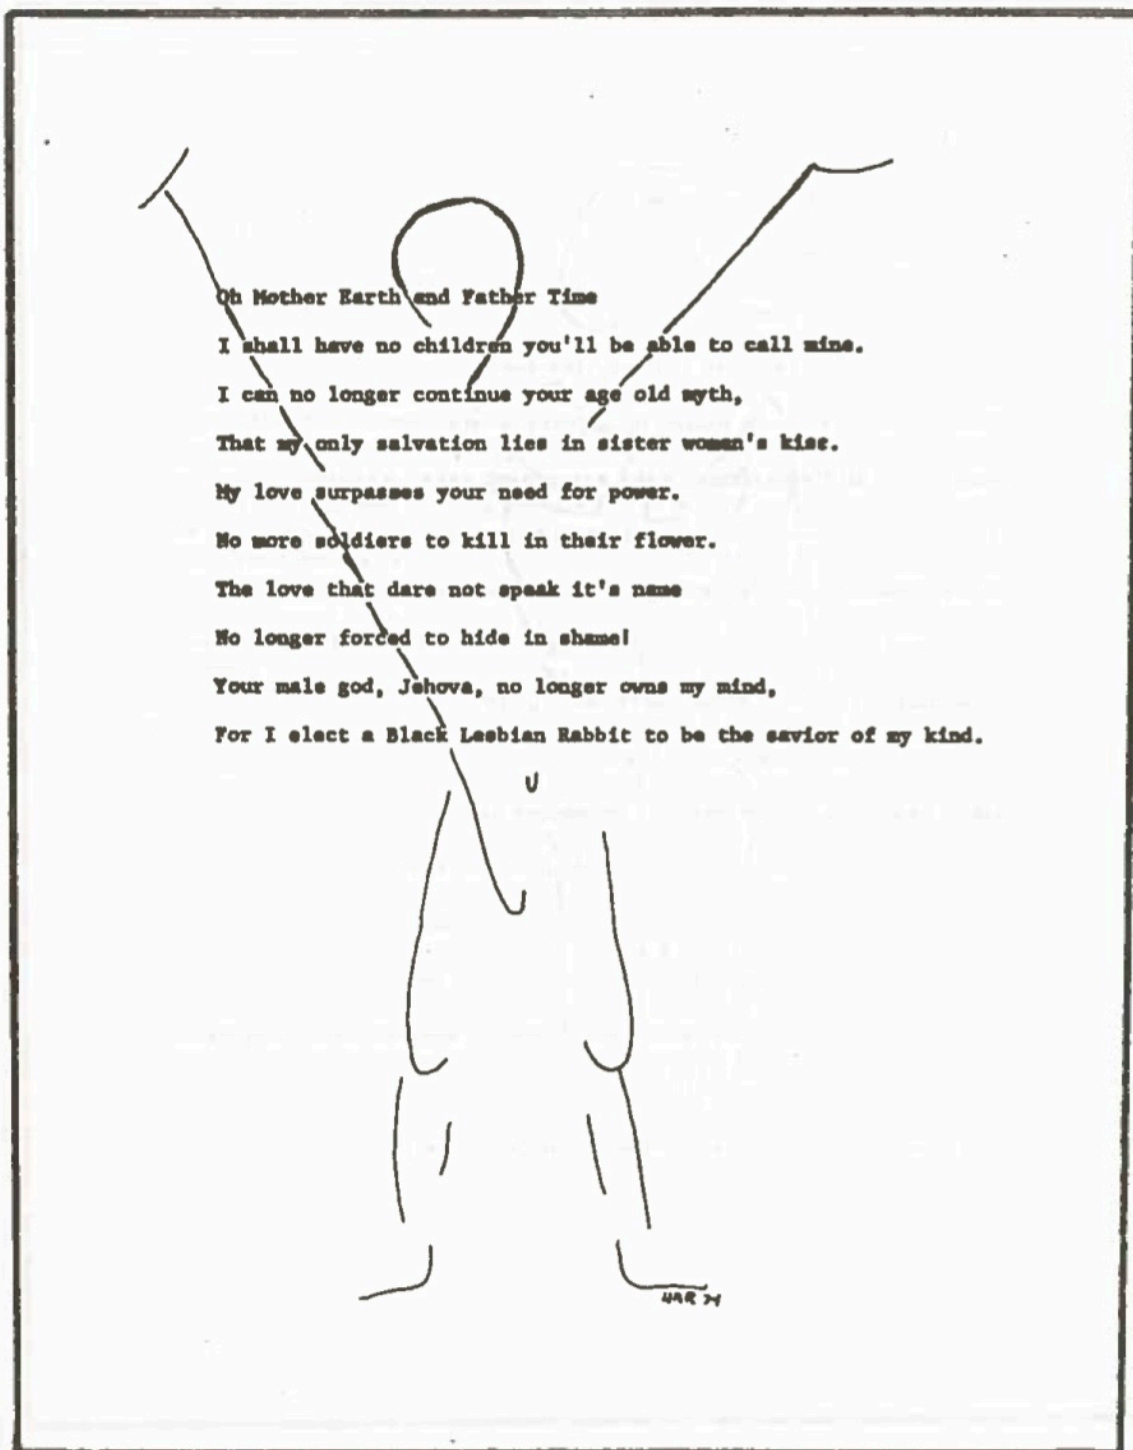 Oh Mother Earth and Father Time
I shall have no children you'll be able to call mine.
I can no longer continue your age old myth,
That my only salvation lies in sister woman's kiss.
My love surpasses your need for power.
No more soldiers to kill in their flower.
The love that dare not speak it's name
No longer forced to hide in shame!
Your male god, Jehova, no longer owns my mind,
For I elect a Black Lesbian Rabbit to be the savior of my kind.